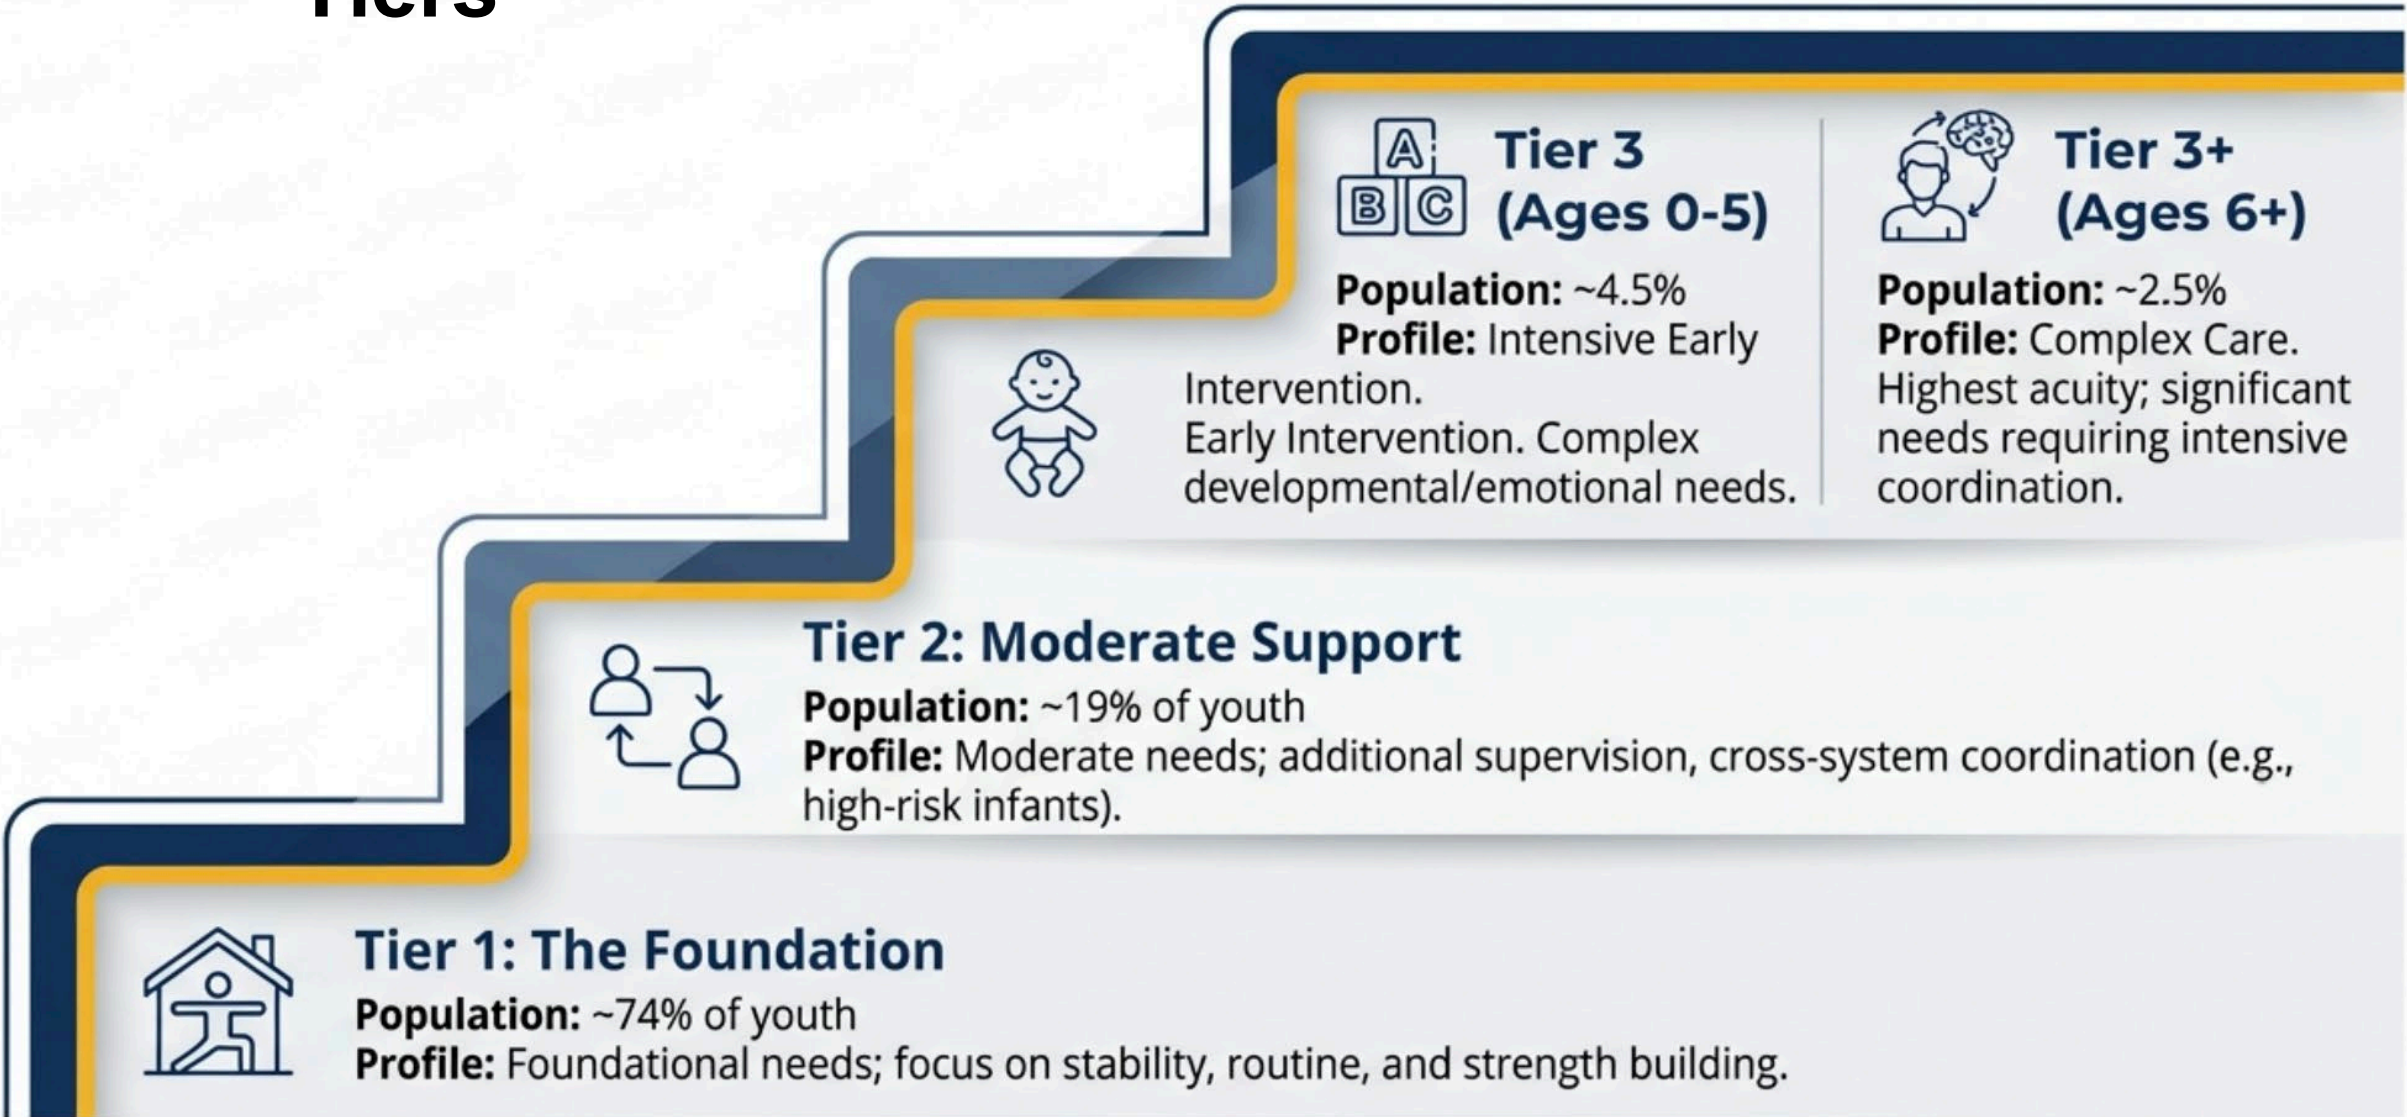 Tiers
A
B C
Tier 3
(Ages 0-5)
Population: ~4.5%
Profile: Intensive Early
Intervention.
Early Intervention. Complex
developmental/emotional needs.
Tier 3+
(Ages 6+)
Population: ~2.5%
Profile: Complex Care.
Highest acuity; significant
needs requiring intensive
coordination.
Tier 2: Moderate Support
Population: ~19% of youth
Profile: Moderate needs; additional supervision, cross-system coordination (e.g.,
high-risk infants).
Tier 1: The Foundation
Population: ~74% of youth
Profile: Foundational needs; focus on stability, routine, and strength building.